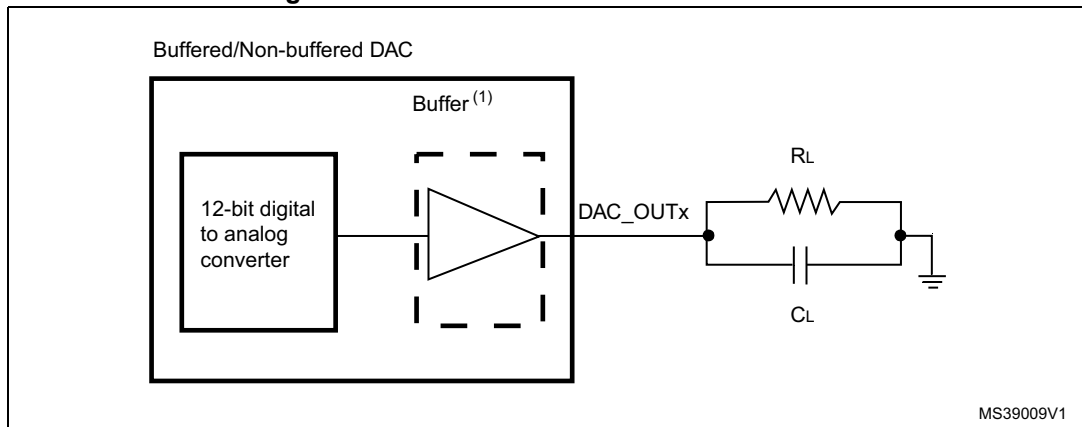 Buffered/Non-buffered DAC
Buffer (1)
12-bit digital
to analog
converter
DAC_OUTx
RL
CL
MS39009V1